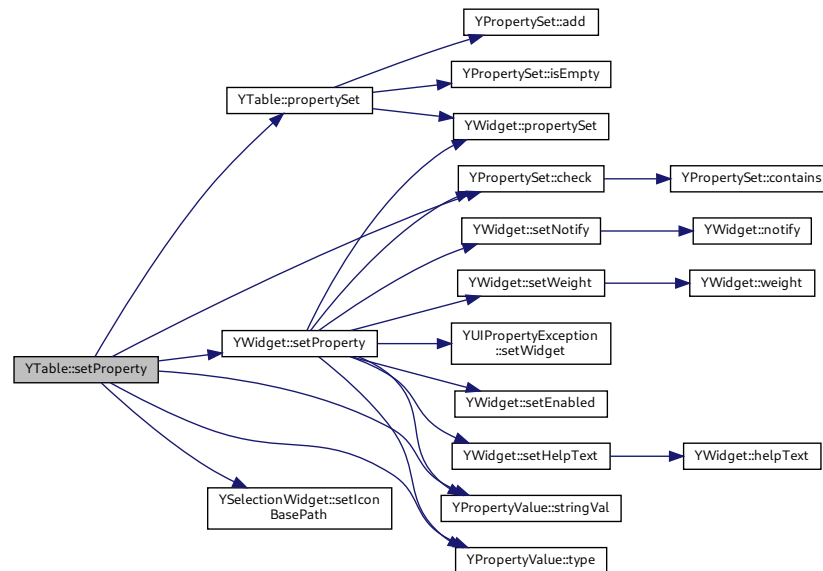 YPropertySet::add
YPropertySet::isEmpty
YTable::propertySet
YWidget::propertySet
YPropertySet::check
YPropertySet::contains
YWidget::setNotify
YWidget::notify
YWidget::setWeight
YWidget::weight
YWidget::setProperty
YUIPropertyException
::setWidget
YTable::setProperty
YWidget::setEnabled
YWidget::setHelpText
YWidget::helpText
YSelectionWidget::setIcon
BasePath
YPropertyValue::stringVal
YPropertyValue::type